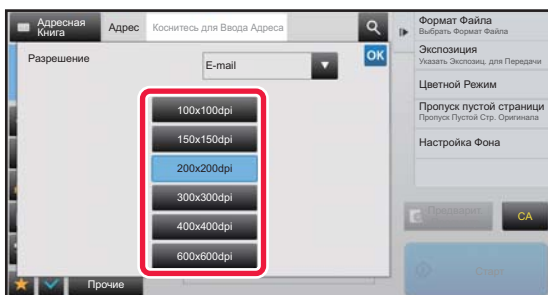 Адресная
Книга
Адрес
Коснитесь для Ввода Адреса
Разрешение
E-mail
OK
100x100dpi
150x150dpi
200x200dpi
300x300dpi
400x400dpi
600x600dpi
Прочие
Формат Файла
Выбрать Формат Файла
Экспозиция
Указать Экспозиц. для Передачи
Цветной Режим
Пропуск пустой страници
Пропуск Пустой Стр. Оригинала
Настройка Фона
Предварит.
CA
Старт